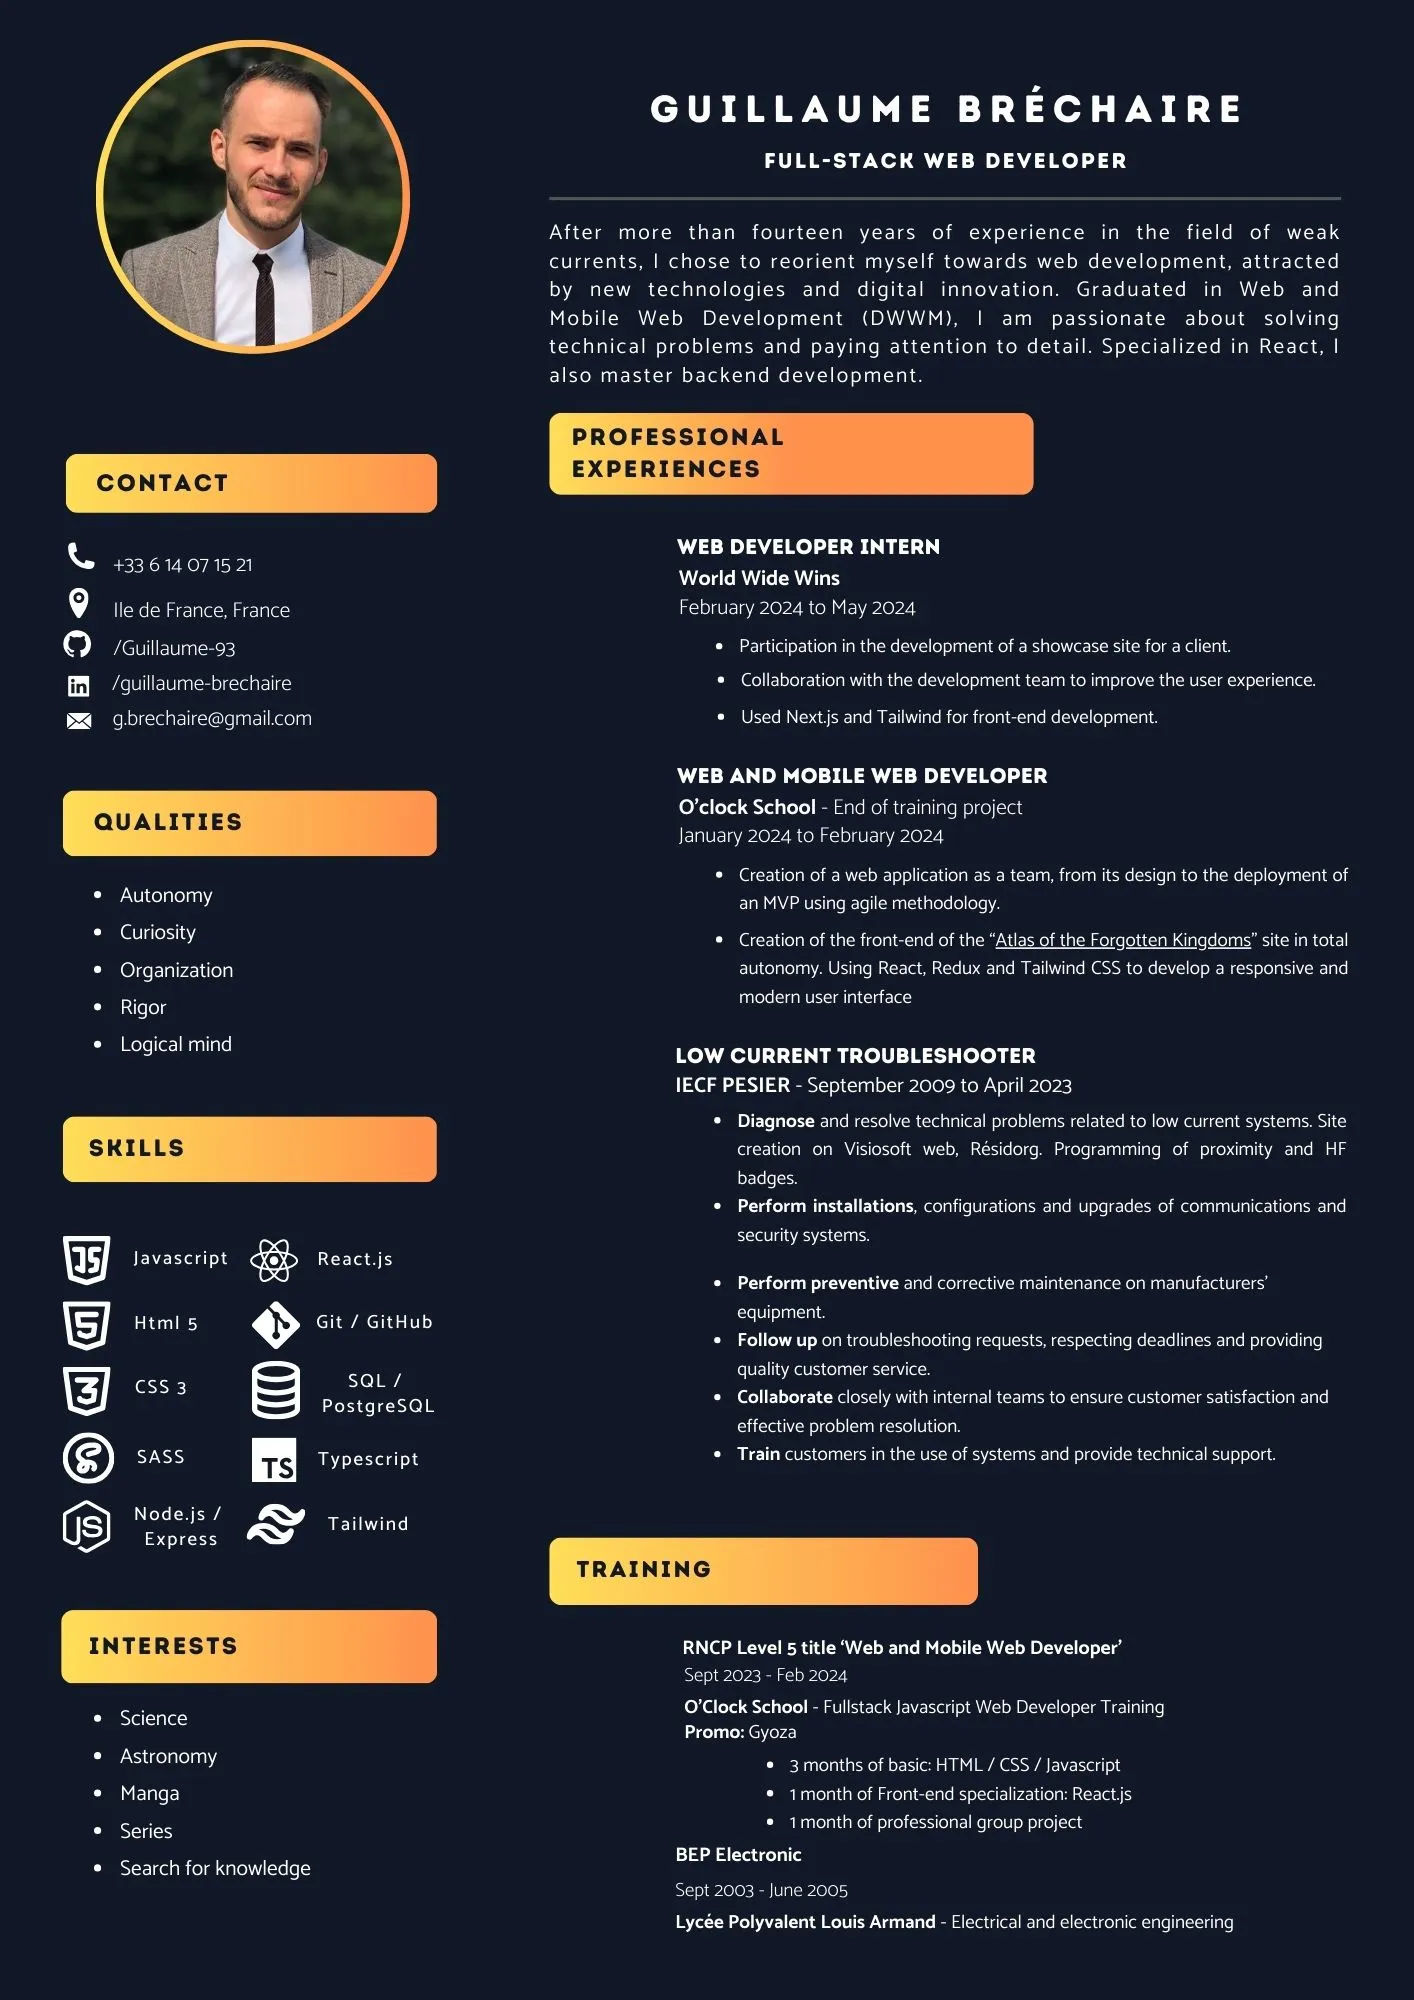 GUILLAUME BRÉCHAIRE
FULL-STACK WEB DEVELOPER
After more than fourteen years of experience in the field of weak
currents, I chose to reorient myself towards web development, attracted
by new technologies and digital innovation. Graduated in Web and
Mobile Web Development (DWWM), I am passionate about solving
technical problems and paying attention to detail. Specialized in React, I
also master backend development.
CONTACT
+33 6 14 07 15 21
Ile de France, France
/Guillaume-93
in
/guillaume-brechaire
g.brechaire@gmail.com
QUALITIES
• Autonomy
• Curiosity
• Organization
• Rigor
• Logical mind
SKILLS
JS Javascript
React.js
5 Html 5
Git / GitHub
3 CSS 3
SQL /
PostgreSQL
SASS
TS Typescript
JS Node.js /
Express
Tailwind
INTERESTS
• Science
• Astronomy
• Manga
• Series
• Search for knowledge
PROFESSIONAL
EXPERIENCES
WEB DEVELOPER INTERN
World Wide Wins
February 2024 to May 2024
• Participation in the development of a showcase site for a client.
• Collaboration with the development team to improve the user experience.
• Used Next.js and Tailwind for front-end development.
WEB AND MOBILE WEB DEVELOPER
O'clock School - End of training project
January 2024 to February 2024
• Creation of a web application as a team, from its design to the deployment of
an MVP using agile methodology.
• Creation of the front-end of the “Atlas of the Forgotten Kingdoms” site in total
autonomy. Using React, Redux and Tailwind CSS to develop a responsive and
modern user interface
LOW CURRENT TROUBLESHOOTER
IECF PESIER - September 2009 to April 2023
• Diagnose and resolve technical problems related to low current systems. Site
creation on Visiosoft web, Résidorg. Programming of proximity and HF
badges.
• Perform installations, configurations and upgrades of communications and
security systems.
• Perform preventive and corrective maintenance on manufacturers’
equipment.
• Follow up on troubleshooting requests, respecting deadlines and providing
quality customer service.
• Collaborate closely with internal teams to ensure customer satisfaction and
effective problem resolution.
• Train customers in the use of systems and provide technical support.
TRAINING
RNCP Level 5 title ‘Web and Mobile Web Developer’
Sept 2023 - Feb 2024
O'Clock School - Fullstack Javascript Web Developer Training
Promo: Gyoza
• 3 months of basic: HTML / CSS / Javascript
• 1 month of Front-end specialization: React.js
• 1 month of professional group project
BEP Electronic
Sept 2003 - June 2005
Lycée Polyvalent Louis Armand - Electrical and electronic engineering